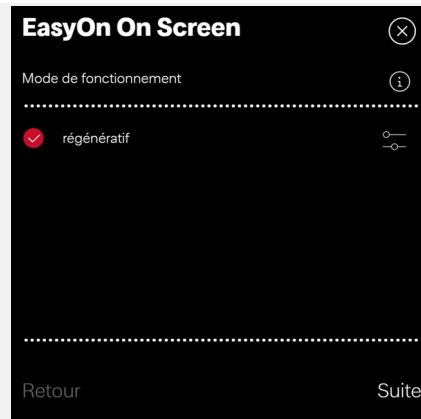 EasyOn On Screen
Mode de fonctionnement
régénératif
Retour
Suite